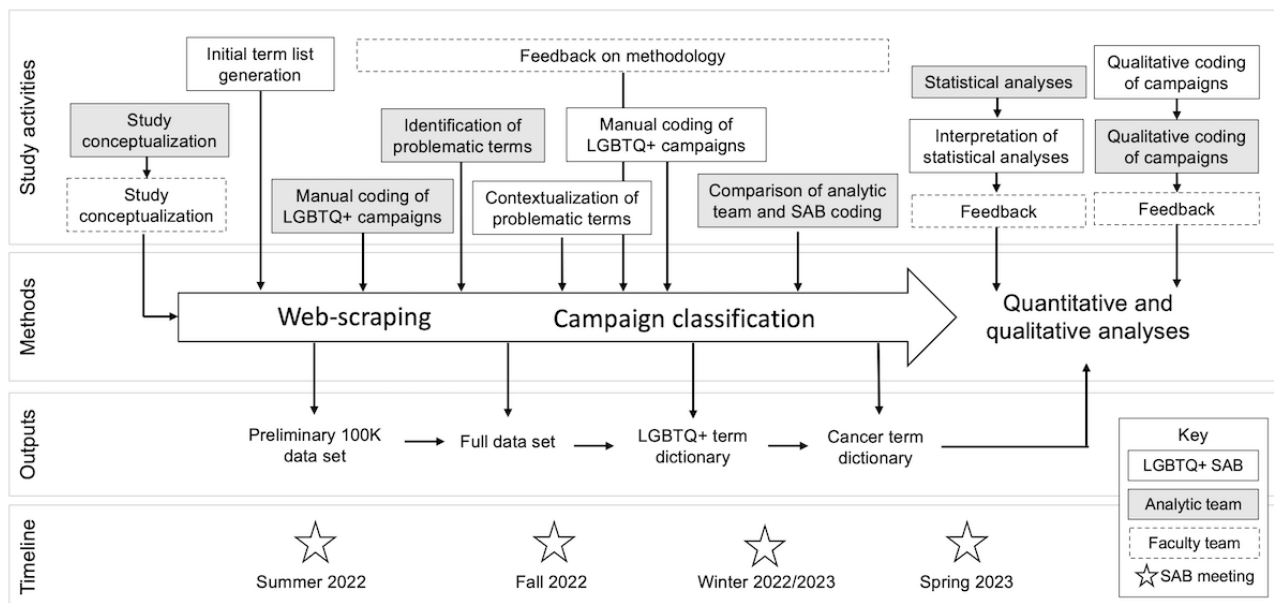 Study activities
Initial term list
generation
Feedback on methodology
Study
conceptualization
Study
conceptualization
Identification of
problematic terms
Manual coding of
LGBTQ+ campaigns
Manual coding of
LGBTQ+ campaigns
Contextualization of
problematic terms
Comparison of analytic
team and SAB coding
Statistical analyses
Interpretation of
statistical analyses
Feedback
Qualitative coding
of campaigns
Qualitative coding
of campaigns
Feedback
Methods
Web-scraping
Campaign classification
Quantitative and
qualitative analyses
Outputs
Preliminary 100K
data set
Full data set
LGBTQ+ term
dictionary
Cancer term
dictionary
Key
LGBTQ+ SAB
Analytic team
Faculty team
SAB meeting
Timeline
Summer 2022
Fall 2022
Winter 2022/2023
Spring 2023